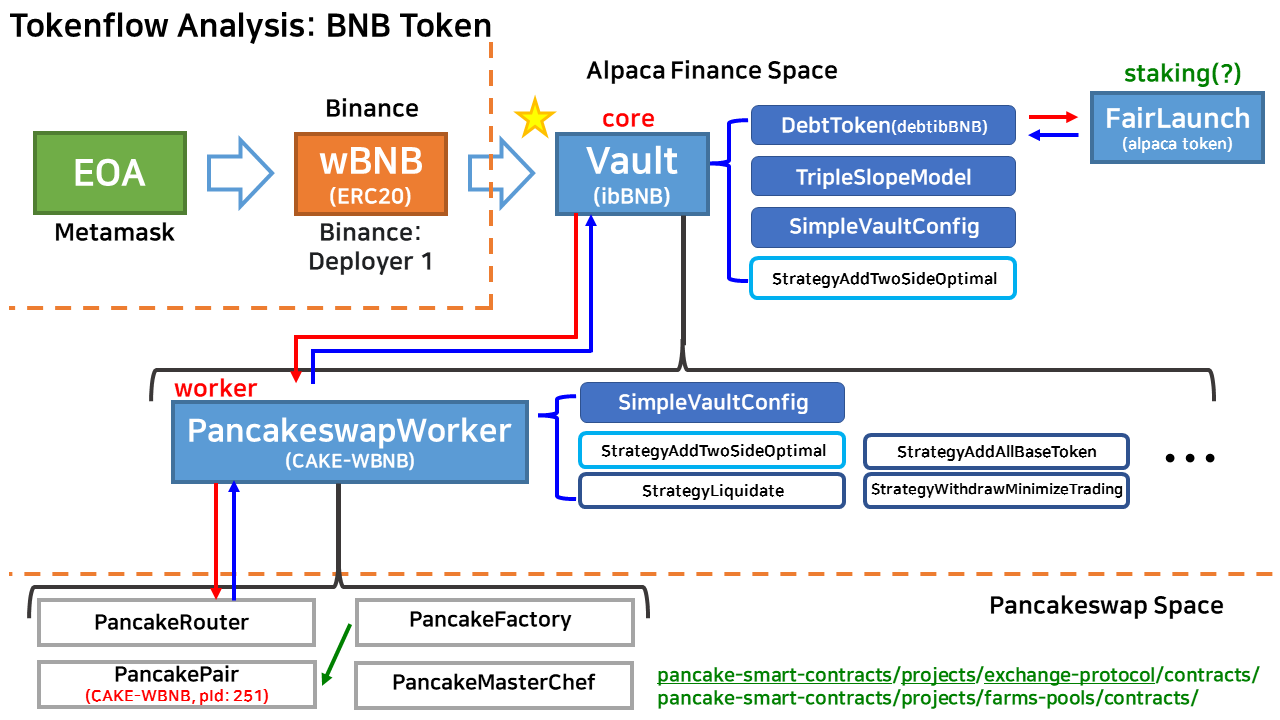 Tokenflow Analysis: BNB Token
Alpaca Finance Space
staking(?)
Binance
core
EOA
wBNB
(ERC20)
Vault
(ibBNB)
DebtToken(debtibBNB)
FairLaunch
(alpaca token)
TripleSlopeModel
SimpleVaultConfig
StrategyAddTwoSideOptimal
Metamask
Binance:
Deployer 1
worker
PancakeswapWorker
(CAKE-WBNB)
SimpleVaultConfig
StrategyAddTwoSideOptimal
StrategyAddAllBaseToken
StrategyLiquidate
StrategyWithdrawMinimizeTrading
• • •
Pancakeswap Space
PancakeRouter
PancakeFactory
PancakePair
(CAKE-WBNB, pId: 251)
PancakeMasterChef
pancake-smart-contracts/projects/exchange-protocol/contracts/
pancake-smart-contracts/projects/farms-pools/contracts/